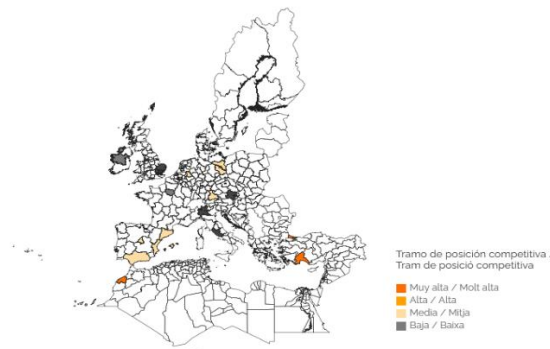 Tramo de posición competitiva /
Tram de posició competitiva
Muy alta / Molt alta
Alta / Alta
Media / Mitja
Baja / Baixa